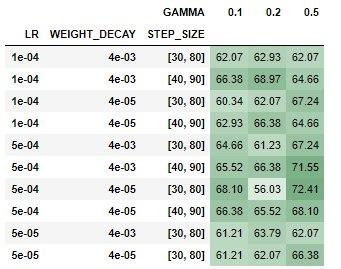 GAMMA 0.1 0.2 0.5
LR WEIGHT_DECAY STEP_SIZE
1e-04 4e-03 [30, 80] 62.07 62.93 62.07
1e-04 4e-03 [40, 90] 66.38 68.97 64.66
1e-04 4e-05 [30, 80] 60.34 62.07 67.24
1e-04 4e-05 [40, 90] 62.93 66.38 64.66
5e-04 4e-03 [30, 80] 64.66 61.23 67.24
5e-04 4e-03 [40, 90] 65.52 66.38 71.55
5e-04 4e-05 [30, 80] 68.10 56.03 72.41
5e-04 4e-05 [40, 90] 66.38 65.52 68.10
5e-05 4e-03 [30, 80] 61.21 63.79 62.07
5e-05 4e-05 [30, 80] 61.21 62.07 66.38